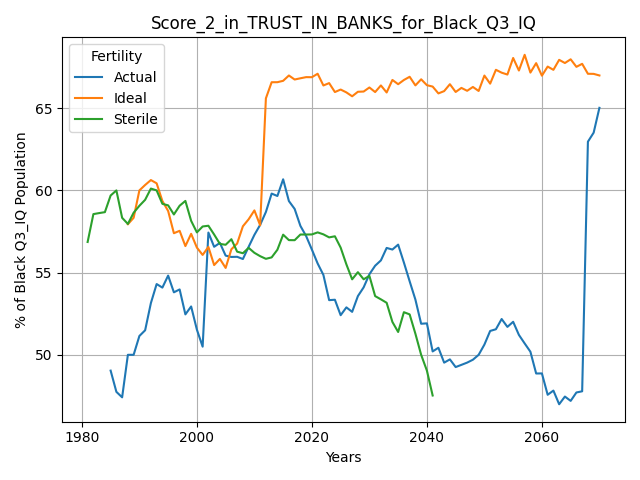 Score_2_in_TRUST_IN_BANKS_for_Black_Q3_IQ
Fertility
Actual
Ideal
Sterile
% of Black Q3_IQ Population
65
60
55
50
1980
2000
2020
2040
2060
Years